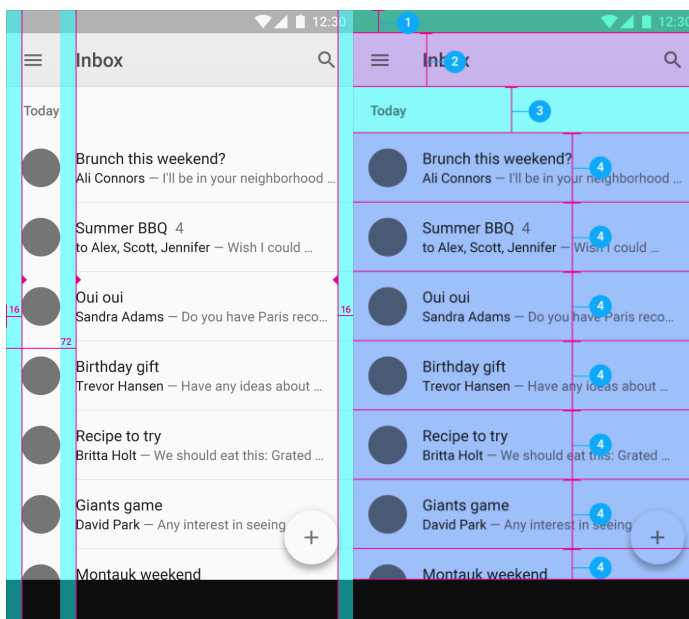 12:30
Inbox
Today
Brunch this weekend?
Ali Connors — I'll be in your neighborhood ...
Summer BBQ 4
to Alex, Scott, Jennifer — Wish I could ...
Oui oui
Sandra Adams — Do you have Paris reco...
16
72
Birthday gift
Trevor Hansen — Have any ideas about ...
Recipe to try
Britta Holt — We should eat this: Grated ...
Giants game
David Park — Any interest in seeing
+
Montauk weekend
16
12:30
1
Inbox
2
Today
3
Brunch this weekend?
4
Ali Connors — I'll be in your neighborhood ...
Summer BBQ 4
4
to Alex, Scott, Jennifer — Wish I could ...
Oui oui
4
Sandra Adams — Do you have Paris reco...
Birthday gift
4
Trevor Hansen — Have any ideas about ...
Recipe to try
4
Britta Holt — We should eat this: Grated ...
Giants game
4
David Park — Any interest in seeing
+
Montauk weekend
4